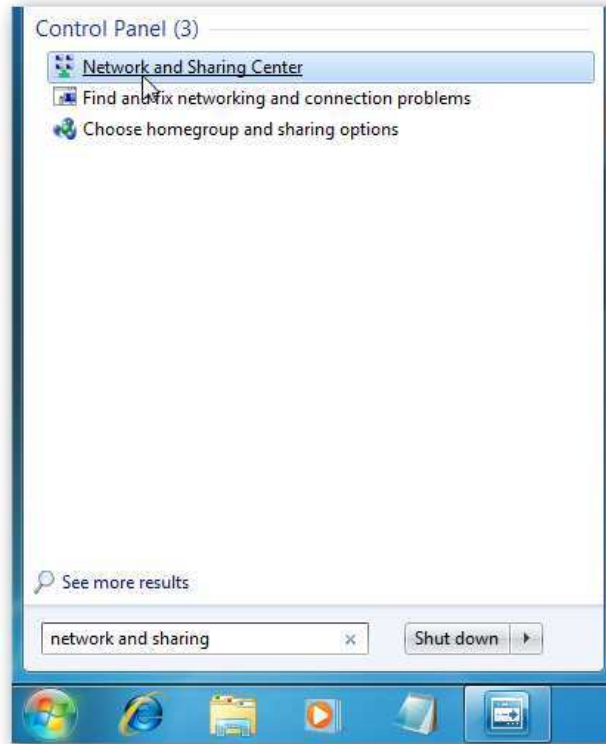 Control Panel (3)
Network and Sharing Center
Find and fix networking and connection problems
Choose homegroup and sharing options
See more results
network and sharing
Shut down